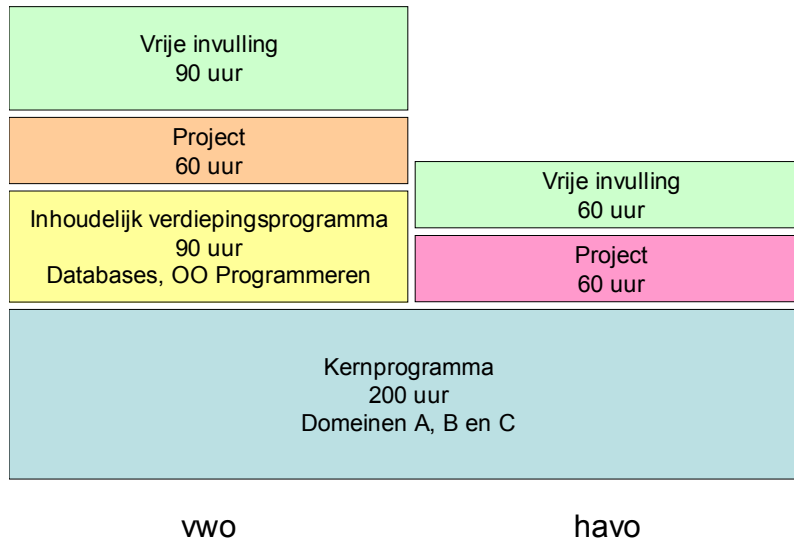 Vrije invulling
90 uur
Project
60 uur
Inhoudelijk verdiepingsprogramma
90 uur
Databases, OO Programmeren
Vrije invulling
60 uur
Project
60 uur
Kernprogramma
200 uur
Domeinen A, B en C
vwo
havo